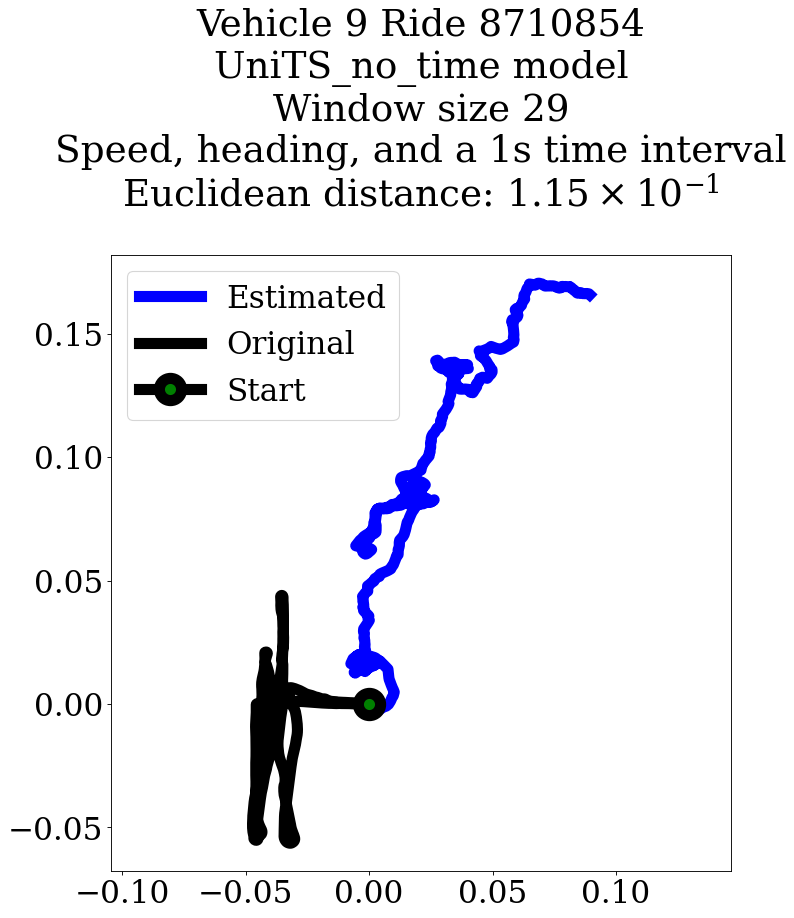 Vehicle 9 Ride 8710854
UniTS_no_time model
Window size 29
Speed, heading, and a 1s time interval
Euclidean distance: 1.15 × 10⁻¹
Estimated
Original
Start
0.15
0.10
0.05
0.00
−0.05
−0.10 −0.05 0.00 0.05 0.10